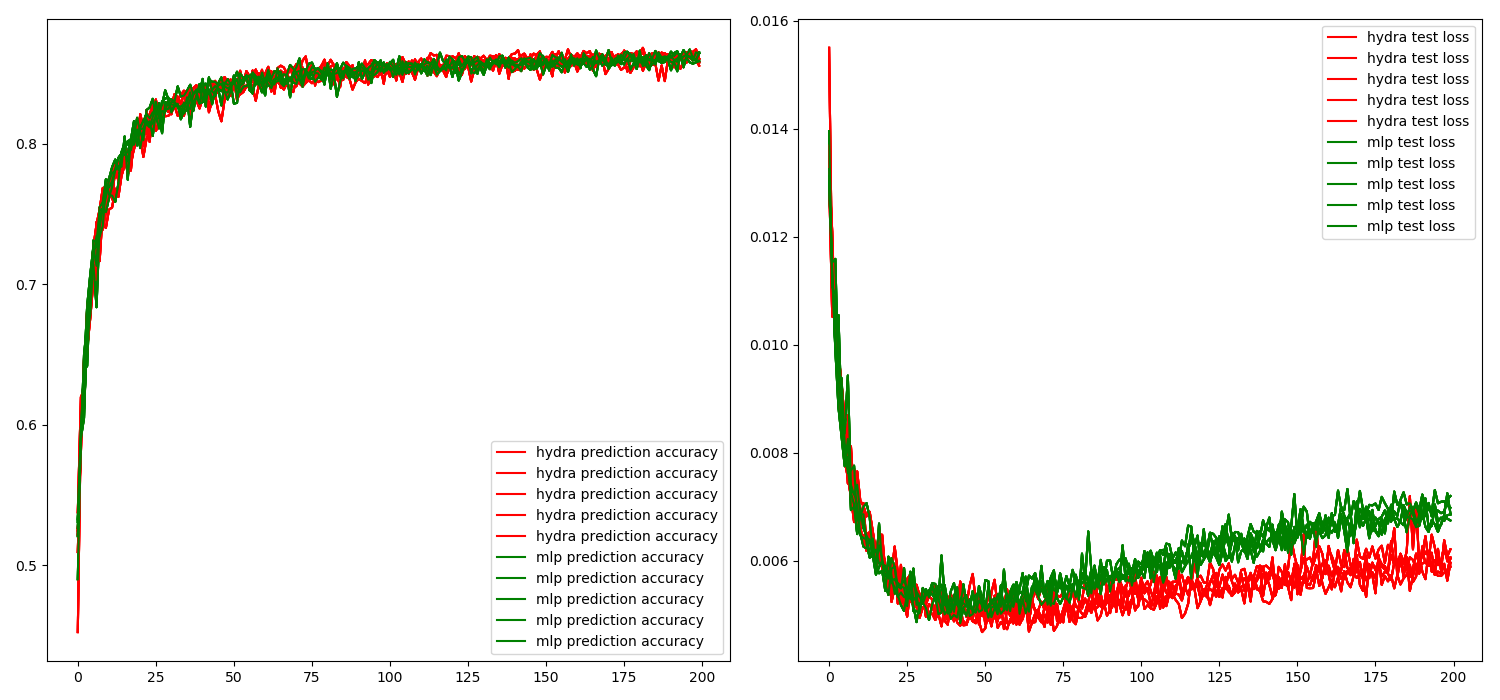 0.8
0.7
0.6
0.5
hydra prediction accuracy
hydra prediction accuracy
hydra prediction accuracy
hydra prediction accuracy
hydra prediction accuracy
mlp prediction accuracy
mlp prediction accuracy
mlp prediction accuracy
mlp prediction accuracy
mlp prediction accuracy
0 25 50 75 100 125 150 175 200
0.016
0.014
0.012
0.010
0.008
0.006
hydra test loss
hydra test loss
hydra test loss
hydra test loss
hydra test loss
mlp test loss
mlp test loss
mlp test loss
mlp test loss
mlp test loss
0 25 50 75 100 125 150 175 200